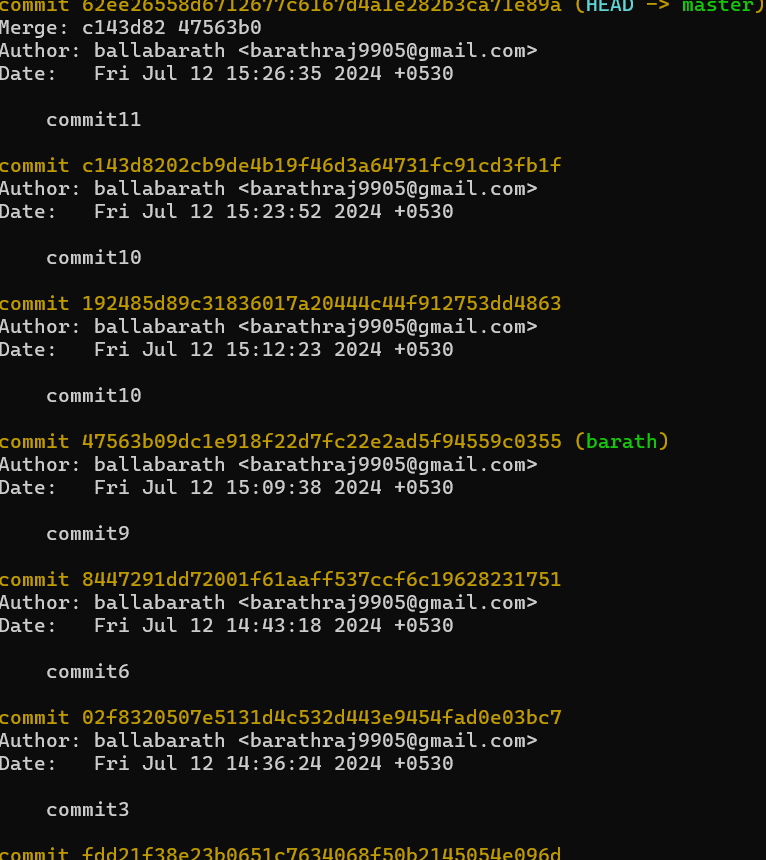 commit 62ee26558d6712677c6167d4a1e282b3ca71e89a (HEAD -> master)
Merge: c143d82 47563b0
Author: ballabarath <barathraj9905@gmail.com>
Date:   Fri Jul 12 15:26:35 2024 +0530
commit11
commit c143d8202cb9de4b19f46d3a64731fc91cd3fb1f
Author: ballabarath <barathraj9905@gmail.com>
Date:   Fri Jul 12 15:23:52 2024 +0530
commit10
commit 192485d89c31836017a20444c44f912753dd4863
Author: ballabarath <barathraj9905@gmail.com>
Date:   Fri Jul 12 15:12:23 2024 +0530
commit10
commit 47563b09dc1e918f22d7fc22e2ad5f94559c0355 (barath)
Author: ballabarath <barathraj9905@gmail.com>
Date:   Fri Jul 12 15:09:38 2024 +0530
commit9
commit 8447291dd72001f61aaff537ccf6c19628231751
Author: ballabarath <barathraj9905@gmail.com>
Date:   Fri Jul 12 14:43:18 2024 +0530
commit6
commit 02f8320507e5131d4c532d443e9454fad0e03bc7
Author: ballabarath <barathraj9905@gmail.com>
Date:   Fri Jul 12 14:36:24 2024 +0530
commit3
commit fdd21f38e23b0651c7634068f50b2145054e096d